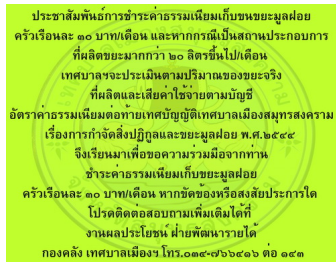 ประชาสัมพันธ์การชำระค่าธรรมเนียมเก็บขนขยะมูลฝอย
ครัวเรือนละ ๓๐ บาท/เดือน และหากกรณีเป็นสถานประกอบการ
ที่ผลิตขยะมากกว่า ๒๐ ลิตรขึ้นไป/เดือน
เทศบาลฯจะประเมินตามปริมาณของขยะจริง
ที่ผลิตและเสียค่าใช้จ่ายตามบัญชี
อัตราค่าธรรมเนียมต่อท้ายเทศบัญญัติเทศบาลเมืองสมุทรสงคราม
เรื่องการกำจัดสิ่งปฏิกูลและขยะมูลฝอย พ.ศ.๒๕๔๔
จึงเรียนมาเพื่อขอความร่วมมือจากท่าน
ชำระค่าธรรมเนียมเก็บขยะมูลฝอย
ครัวเรือนละ ๓๐ บาท/เดือน หากขัดข้องหรือสงสัยประการใด
โปรดติดต่อสอบถามเพิ่มเติมได้ที่
งานผลประโยชน์ ฝ่ายพัฒนารายได้
กองคลัง เทศบาลเมืองฯ โทร.๐๓๔-๗๖๖๔๑๖ ต่อ ๑๔๓